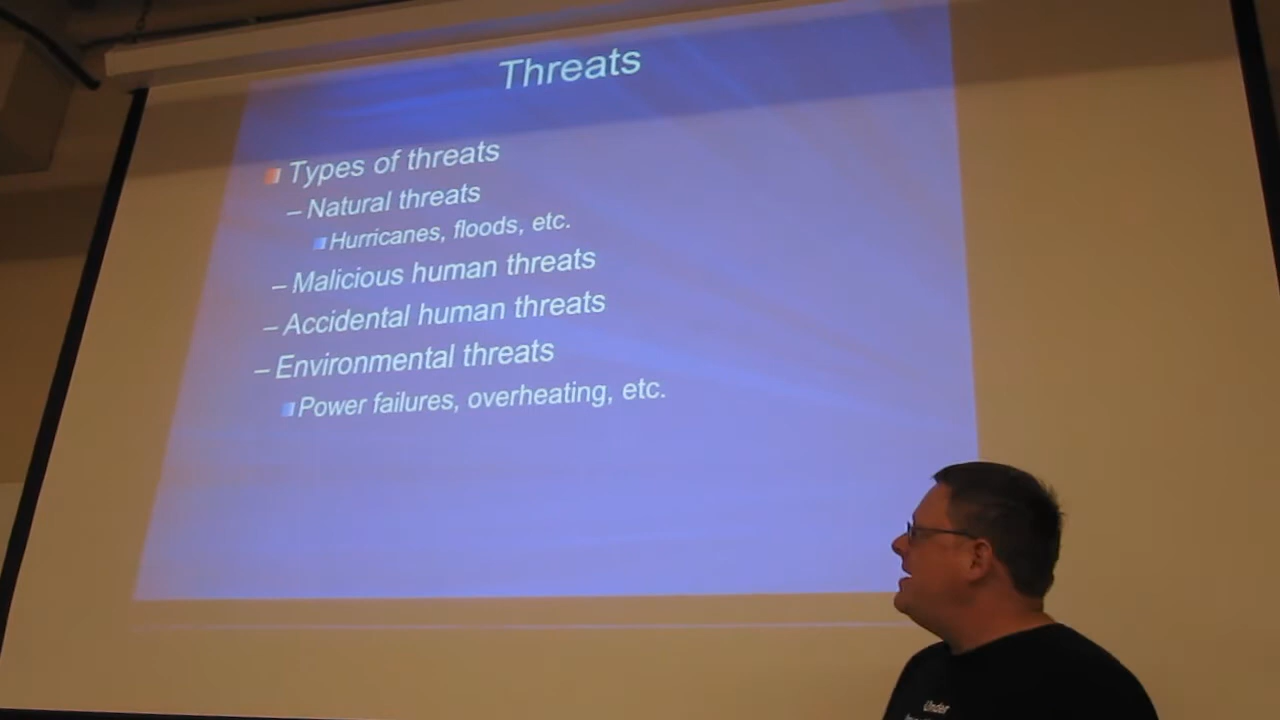 Threats
Types of threats
– Natural threats
Hurricanes, floods, etc.
– Malicious human threats
– Accidental human threats
– Environmental threats
Power failures, overheating, etc.
Under